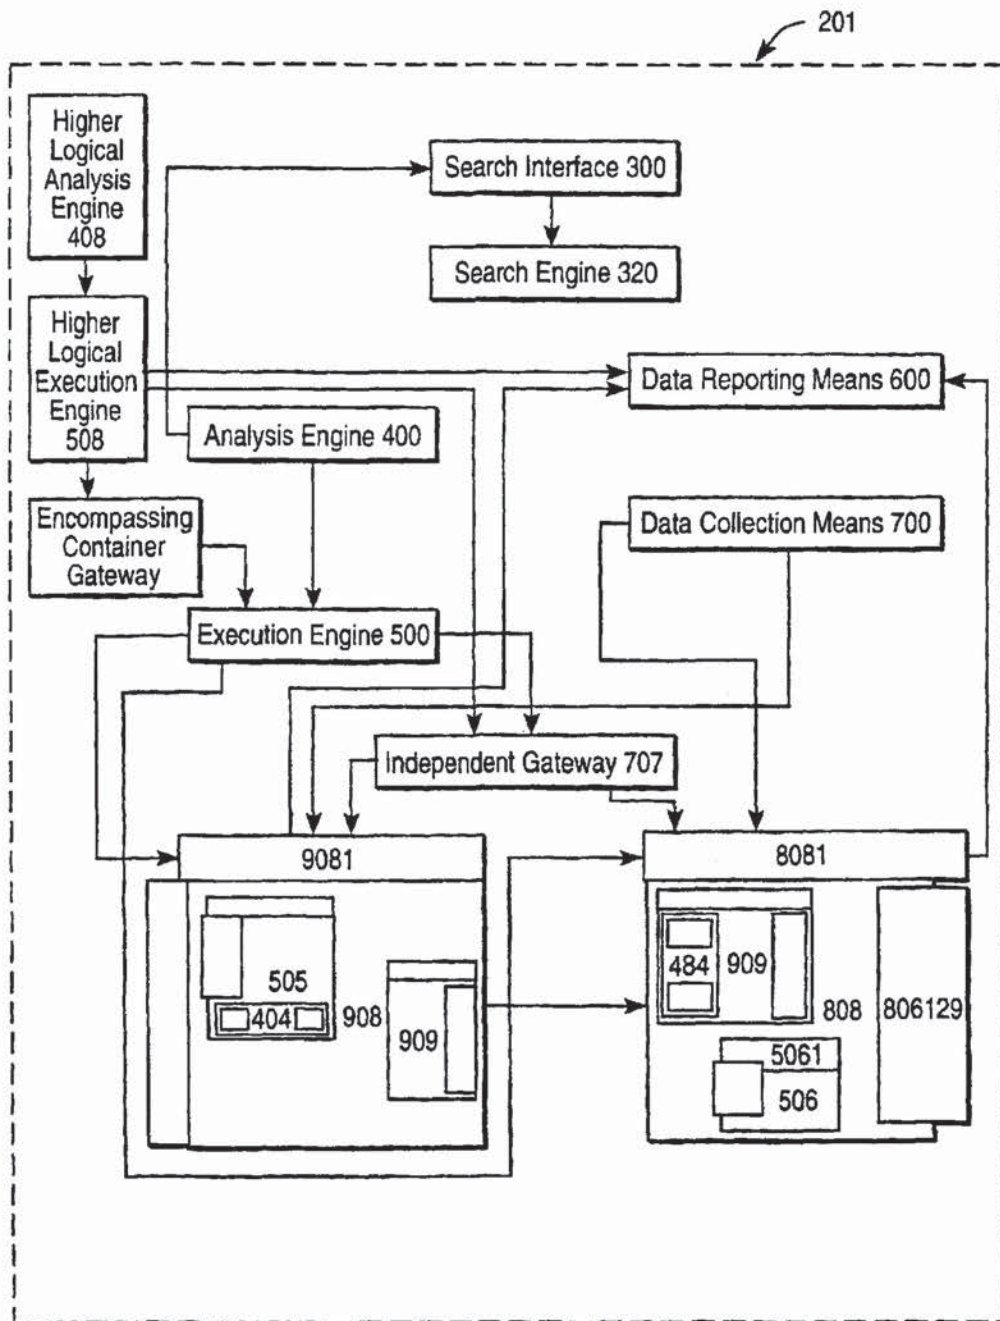 201
Higher
Logical
Analysis
Engine
408
Search Interface 300
Search Engine 320
Higher
Logical
Execution
Engine
508
Data Reporting Means 600
Analysis Engine 400
Encompassing
Container
Gateway
Data Collection Means 700
Execution Engine 500
Independent Gateway 707
9081
8081
505
404
908
909
484
909
808
806129
5061
506